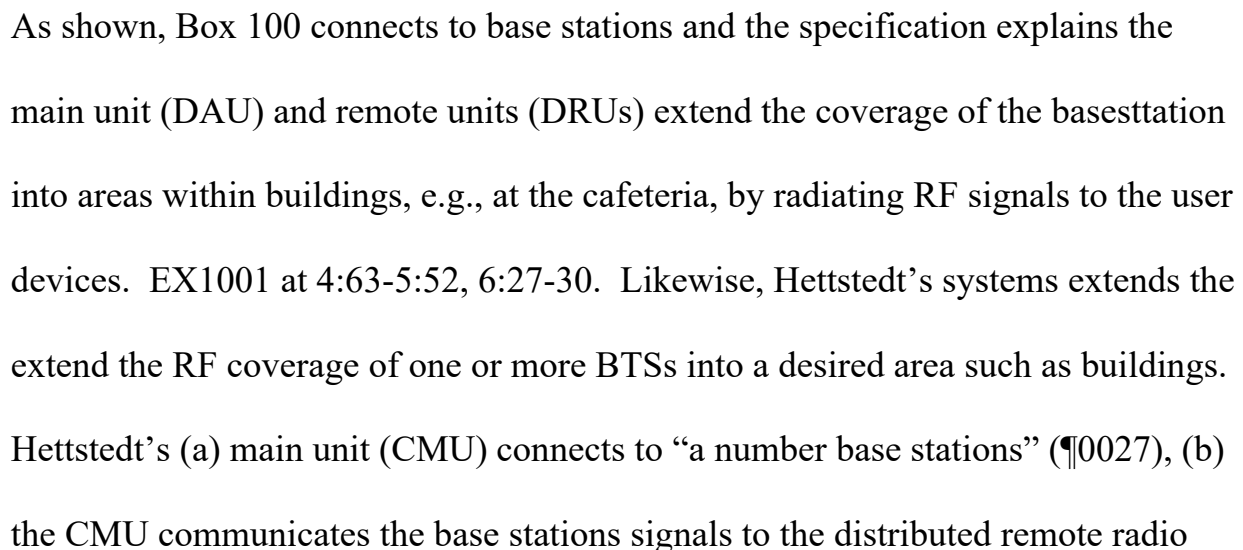 As shown, Box 100 connects to base stations and the specification explains the
main unit (DAU) and remote units (DRUs) extend the coverage of the basesttation
into areas within buildings, e.g., at the cafeteria, by radiating RF signals to the user
devices.  EX1001 at 4:63-5:52, 6:27-30.  Likewise, Hettstedt’s systems extends the
extend the RF coverage of one or more BTSs into a desired area such as buildings.
Hettstedt’s (a) main unit (CMU) connects to “a number base stations” (¶0027), (b)
the CMU communicates the base stations signals to the distributed remote radio